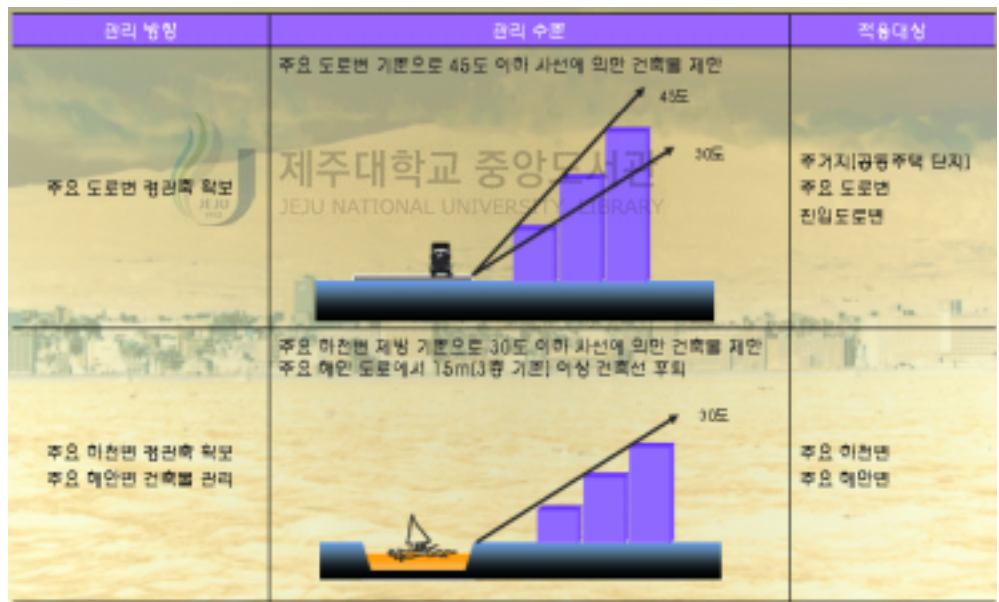 관리 방향
관리 수준
적용대상
주요 도로변 기준으로 45도 이하 사선에 의한 건축물 제한
45도
30도
제주대학교 중앙도서관
JEJU NATIONAL UNIVERSITY LIBRARY
JEJU
1952
주요 도로변 경관축 확보
주거지[공동주택 단지]
주요 도로변
진입도로변
주요 하천변 제방 기준으로 30도 이하 사선에 의한 건축물 제한
주요 해안 도로에서 15m[3층 기준] 이상 건축선 후퇴
30도
주요 하천변 경관축 확보
주요 해안변 건축물 관리
주요 하천변
주요 해안변